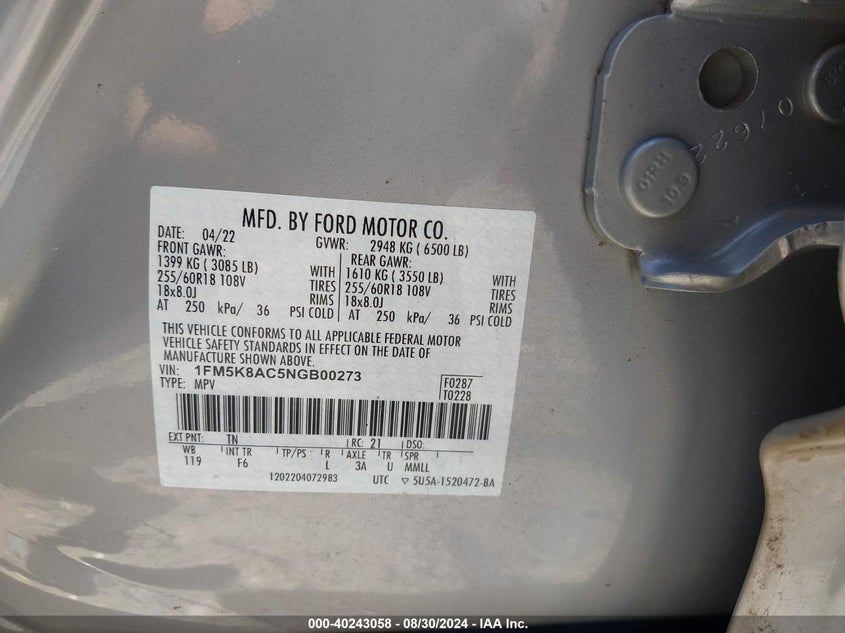 MFD. BY FORD MOTOR CO.
DATE: 04/22 GVWR: 2948 KG ( 6500 LB)
FRONT GAWR: REAR GAWR:
1399 KG ( 3085 LB) WITH 1610 KG ( 3550 LB) WITH
255/60R18 108V TIRES 255/60R18 108V TIRES
18x8.0J RIMS 18x8.0J RIMS
AT 250 kPa/ 36 PSI COLD AT 250 kPa/ 36 PSI COLD
THIS VEHICLE CONFORMS TO ALL APPLICABLE FEDERAL MOTOR
VEHICLE SAFETY STANDARDS IN EFFECT ON THE DATE OF
MANUFACTURE SHOWN ABOVE.
VIN: 1FM5K8AC5NGB00273 F0287
TYPE: MPV T0228
EXT PNT: TN RC: 21 DSO:
WB INT TR TP/PS R AXLE TR SPR
119 F6 L 3A U MMLL
1202204072983 UTC ▽ 5U5A-1520472-BA
07622
10.9
000-40243058 - 08/30/2024 - IAA Inc.